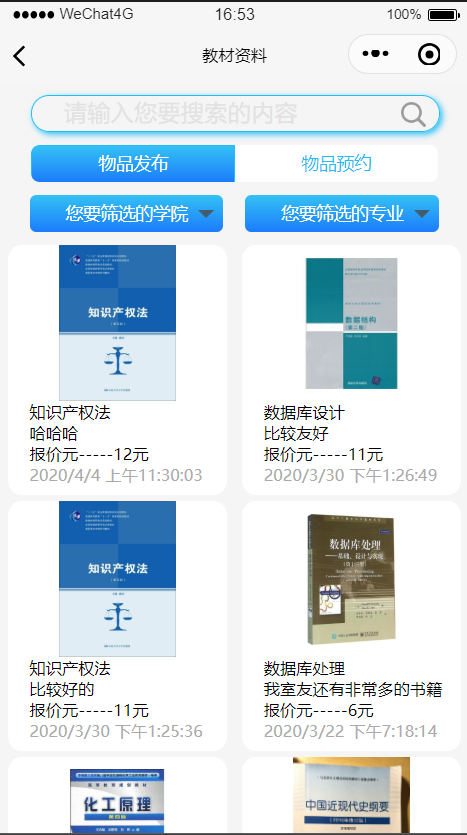 WeChat4G
16:53
100%
教材资料
请输入您要搜索的内容
物品发布
物品预约
您要筛选的学院
您要筛选的专业
知识产权法
知识产权法
哈哈哈
报价元-----12元
2020/4/4 上午11:30:03
数据结构
(第二版)
数据库设计
比较友好
报价元-----11元
2020/3/30 下午1:26:49
知识产权法
知识产权法
比较好的
报价元-----11元
2020/3/30 下午1:25:36
数据库处理
——基础、设计与实现
数据库处理
我室友还有非常多的书籍
报价元-----6元
2020/3/22 下午7:18:14
化工原理
中国近现代史纲要